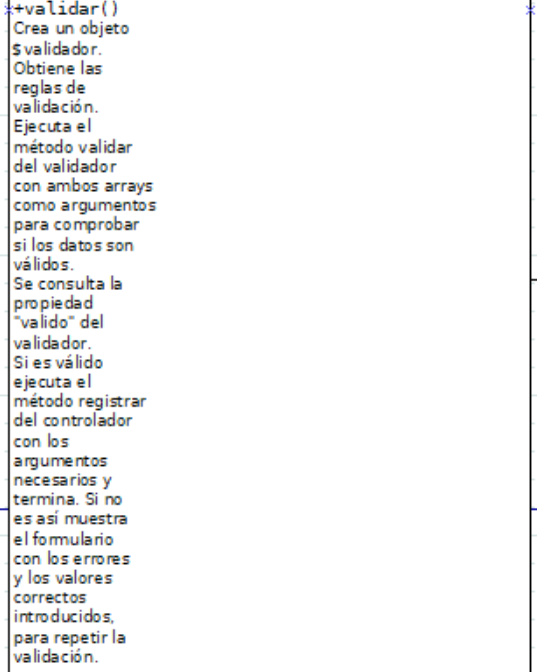 +validar()
Crea un objeto
$validador.
Obtiene las
reglas de
validación.
Ejecuta el
método validar
del validador
con ambos arrays
como argumentos
para comprobar
si los datos son
válidos.
Se consulta la
propiedad
"valido" del
validador.
Si es válido
ejecuta el
método registrar
del controlador
con los
argumentos
necesarios y
termina. Si no
es así muestra
el formulario
con los errores
y los valores
correctos
introducidos,
para repetir la
validación.